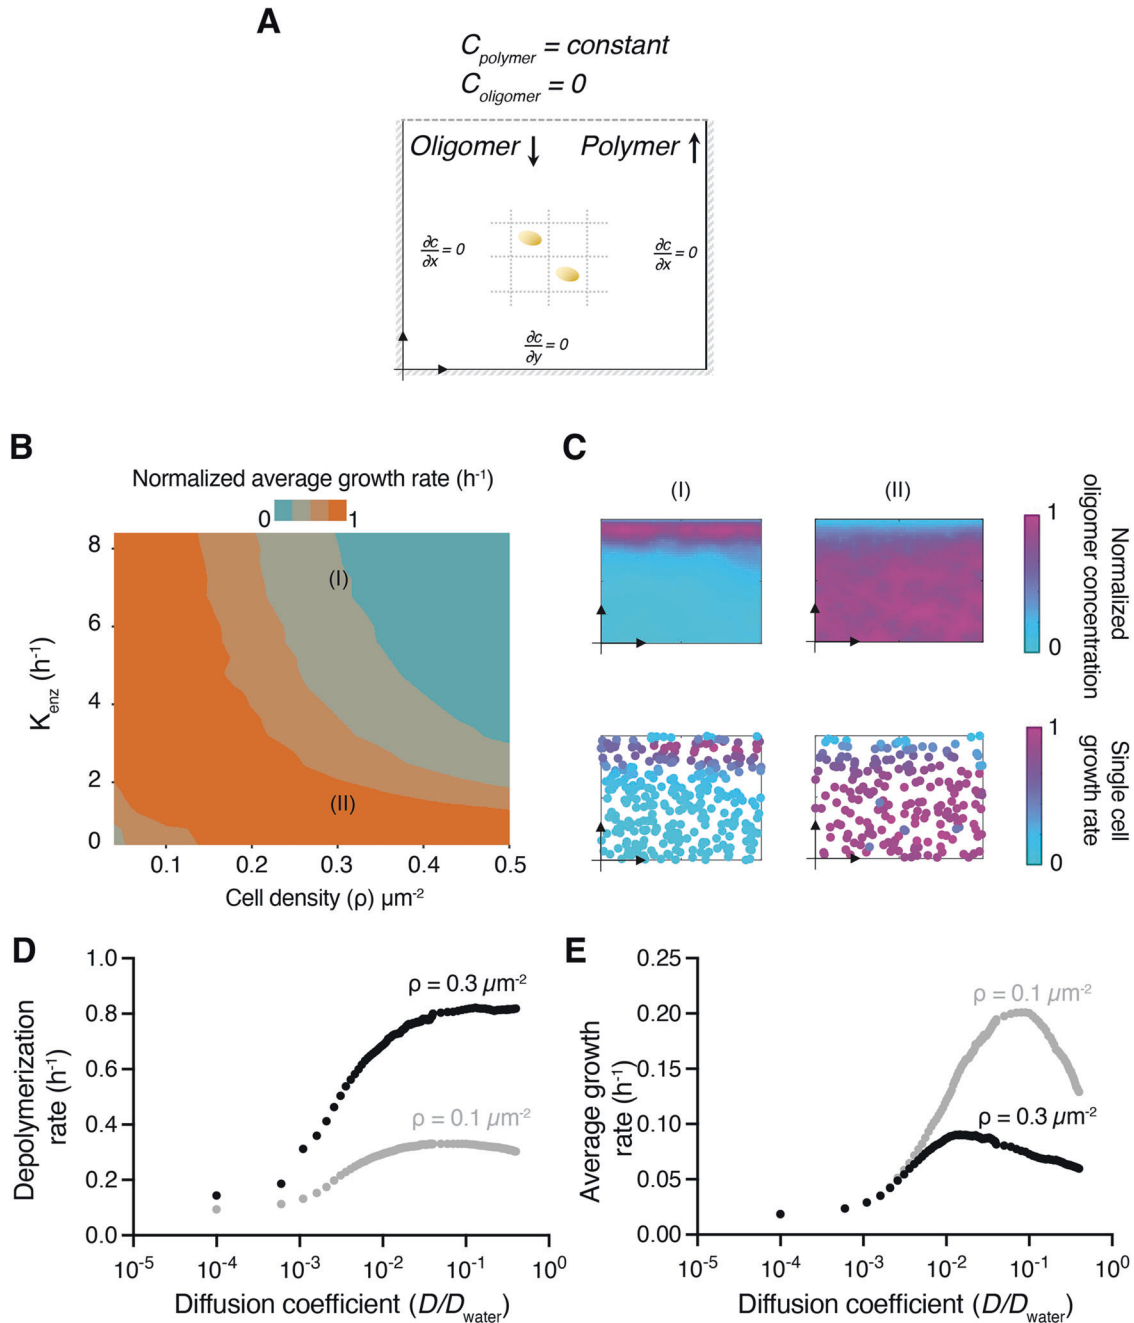 A
C_polymer = constant
C_oligomer = 0
Oligomer ↓ Polymer ↑
∂c/∂x = 0
∂c/∂x = 0
∂c/∂y = 0
B
Normalized average growth rate (h⁻¹)
0 1
K_enz (h⁻¹)
8
6
4
2
0
(I)
(II)
0.1 0.2 0.3 0.4 0.5
Cell density (ρ) µm⁻²
C
(I) (II)
1
0
Normalized
oligomer concentration
1
0
Single cell
growth rate
D
Depolymerization
rate (h⁻¹)
1.0
0.8
0.6
0.4
0.2
0.0
ρ = 0.3 µm⁻²
ρ = 0.1 µm⁻²
10⁻⁵ 10⁻⁴ 10⁻³ 10⁻² 10⁻¹ 10⁰
Diffusion coefficient (D/D_water)
E
Average growth
rate (h⁻¹)
0.25
0.20
0.15
0.10
0.05
0.00
ρ = 0.1 µm⁻²
ρ = 0.3 µm⁻²
10⁻⁵ 10⁻⁴ 10⁻³ 10⁻² 10⁻¹ 10⁰
Diffusion coefficient (D/D_water)